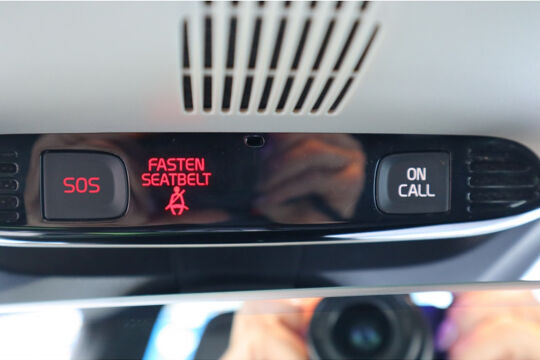 SOS
FASTEN
SEATBELT
ON
CALL